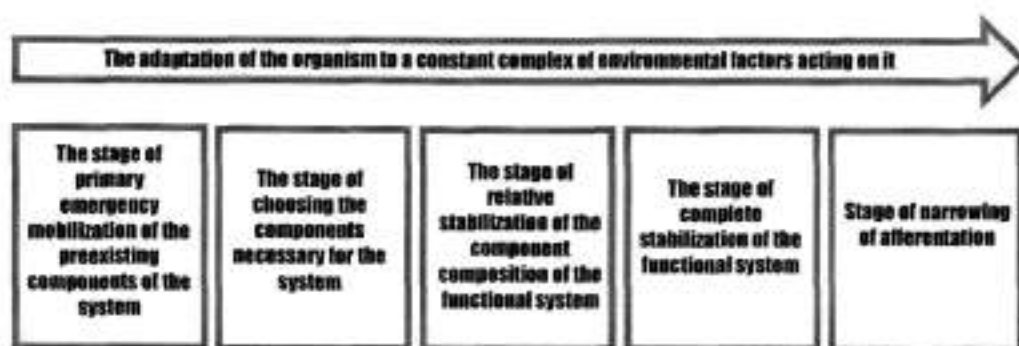 The adaptation of the organism to a constant complex of environmental factors acting on it
The stage of
primary
emergency
mobilization of the
preexisting
components of the
system
The stage of
choosing the
components
necessary for the
system
The stage of
relative
stabilization of the
component
composition of the
functional system
The stage of
complete
stabilization of the
functional system
Stage of narrowing
of afferentation